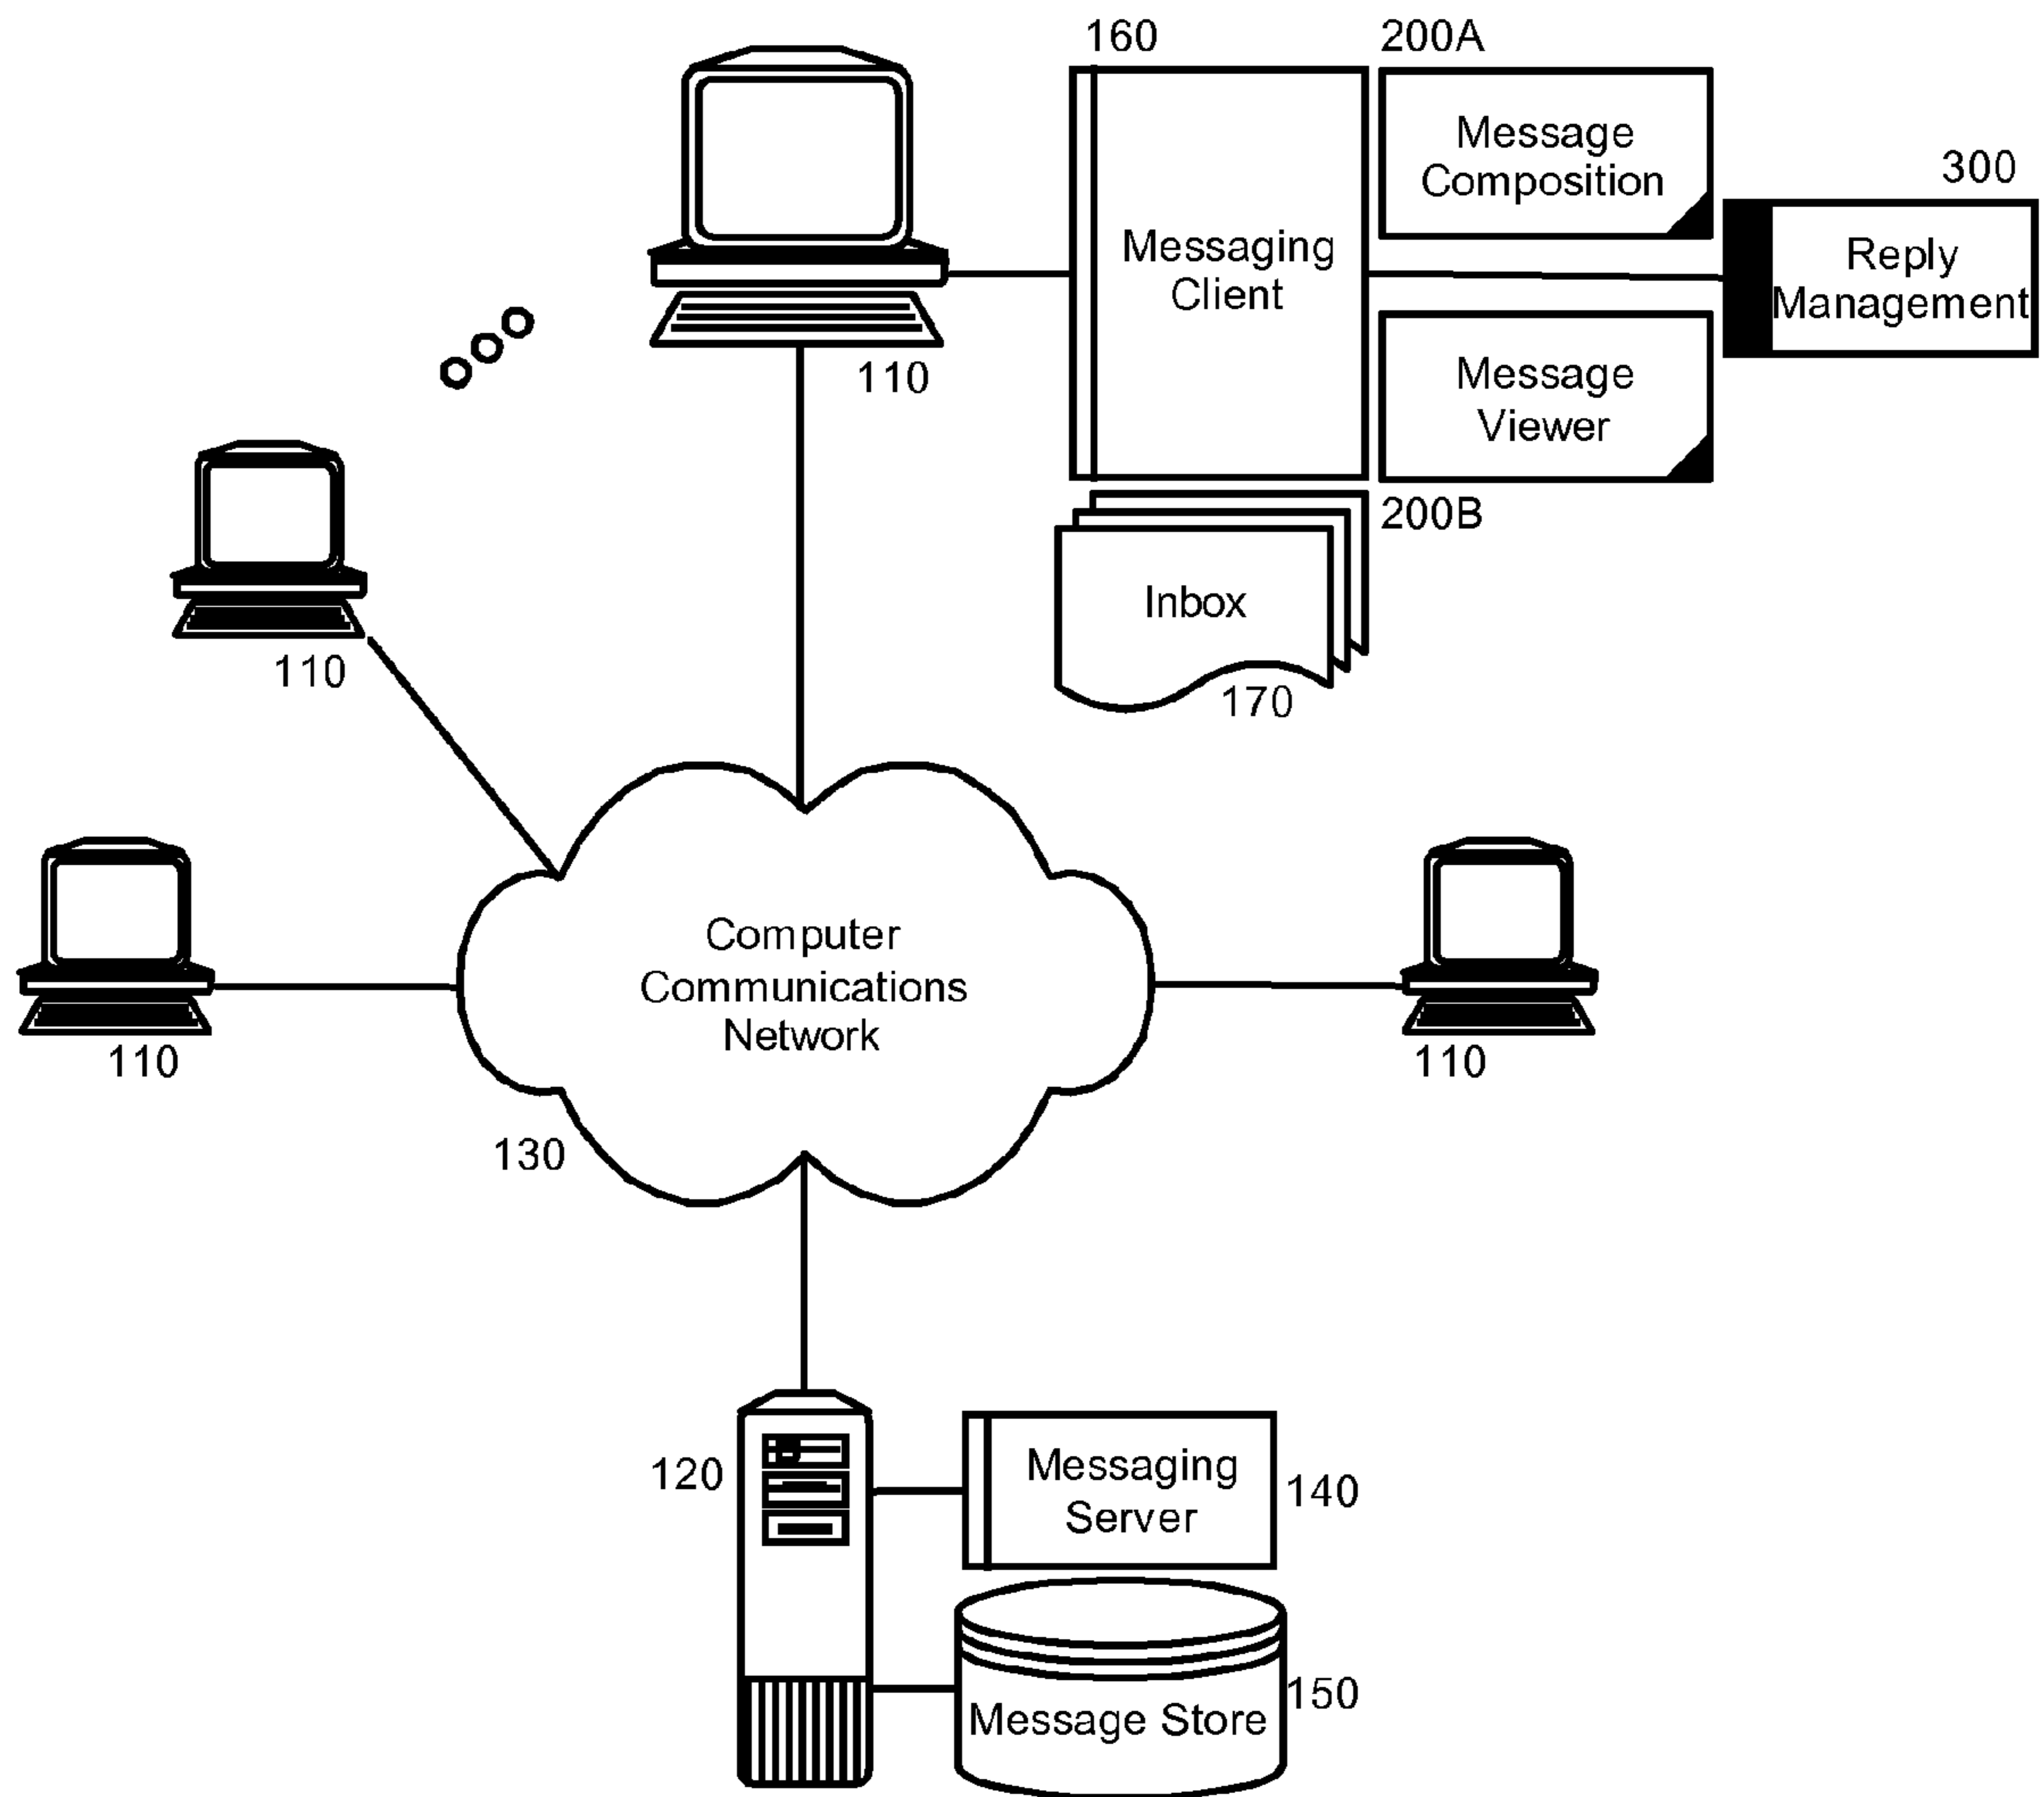 160
200A
Message
Composition
300
Messaging
Client
Reply
Management
110
Message
Viewer
200B
Inbox
170
110
Computer
Communications
Network
110
110
130
120
Messaging
Server
140
150
Message Store